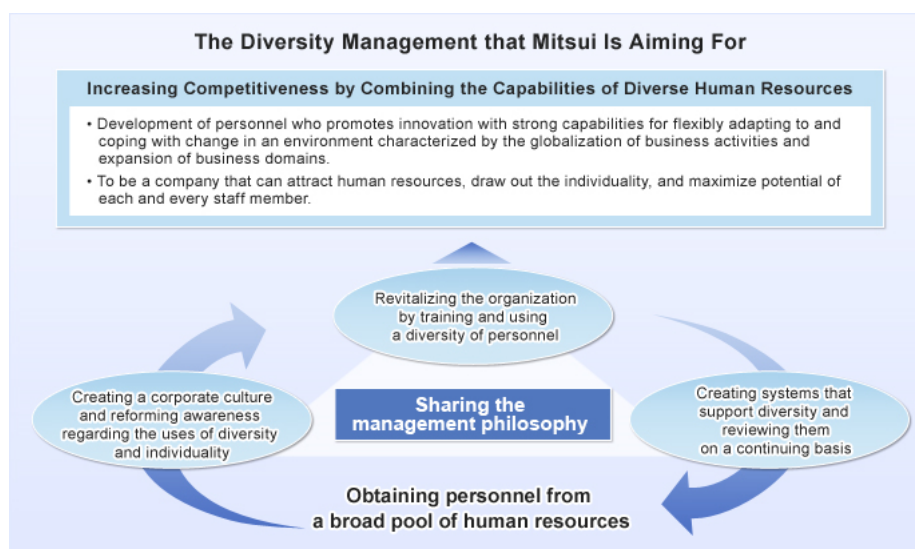 The Diversity Management that Mitsui Is Aiming For
Increasing Competitiveness by Combining the Capabilities of Diverse Human Resources
• Development of personnel who promotes innovation with strong capabilities for flexibly adapting to and
coping with change in an environment characterized by the globalization of business activities and
expansion of business domains.
• To be a company that can attract human resources, draw out the individuality, and maximize potential of
each and every staff member.
Revitalizing the organization
by training and using
a diversity of personnel
Creating a corporate culture
and reforming awareness
regarding the uses of diversity
and individuality
Sharing the
management philosophy
Creating systems that
support diversity and
reviewing them
on a continuing basis
Obtaining personnel from
a broad pool of human resources